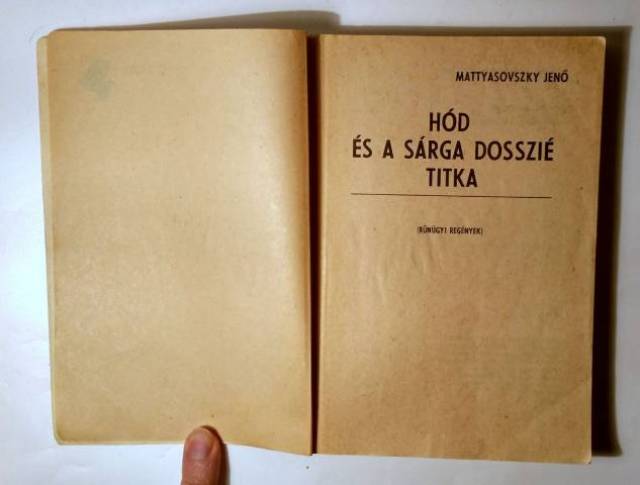 MATTYASOVSZKY JENŐ
HÓD
ÉS A SÁRGA DOSSZIÉ
TITKA
(BŰNÜGYI REGÉNYEK)